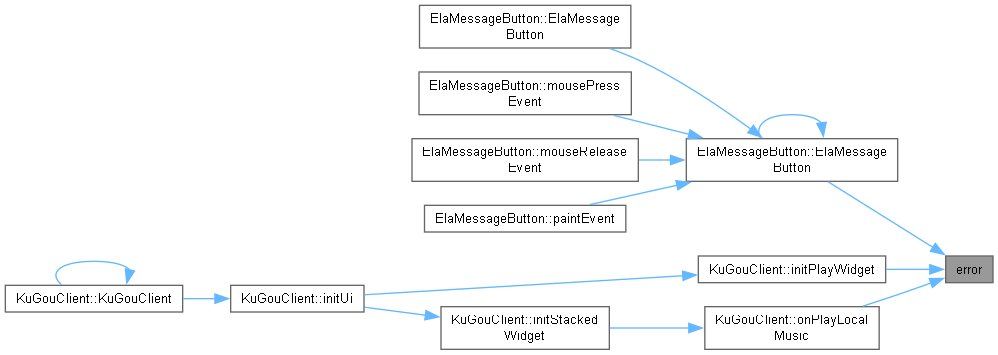 ElaMessageButton::ElaMessage
Button
ElaMessageButton::mousePress
Event
ElaMessageButton::mouseRelease
Event
ElaMessageButton::ElaMessage
Button
ElaMessageButton::paintEvent
KuGouClient::initPlayWidget
error
KuGouClient::KuGouClient
KuGouClient::initUi
KuGouClient::initStacked
Widget
KuGouClient::onPlayLocal
Music